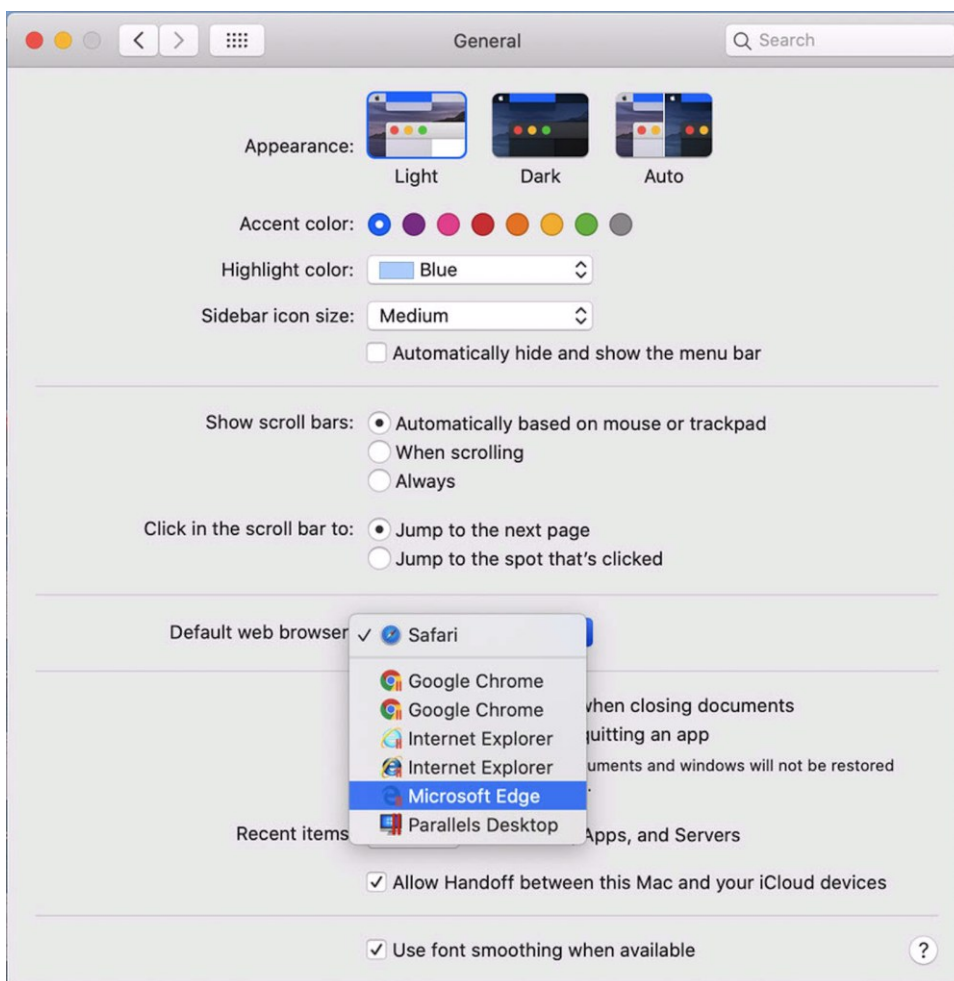 General
Search
Appearance:
Light
Dark
Auto
Accent color:
Highlight color:
Blue
Sidebar icon size:
Medium
Automatically hide and show the menu bar
Show scroll bars:
Automatically based on mouse or trackpad
When scrolling
Always
Click in the scroll bar to:
Jump to the next page
Jump to the spot that's clicked
Default web browser
Safari
Google Chrome
when closing documents
Google Chrome
quitting an app
Internet Explorer
Internet Explorer
uments and windows will not be restored
Microsoft Edge
Parallels Desktop
Recent items
Apps, and Servers
Allow Handoff between this Mac and your iCloud devices
Use font smoothing when available
?